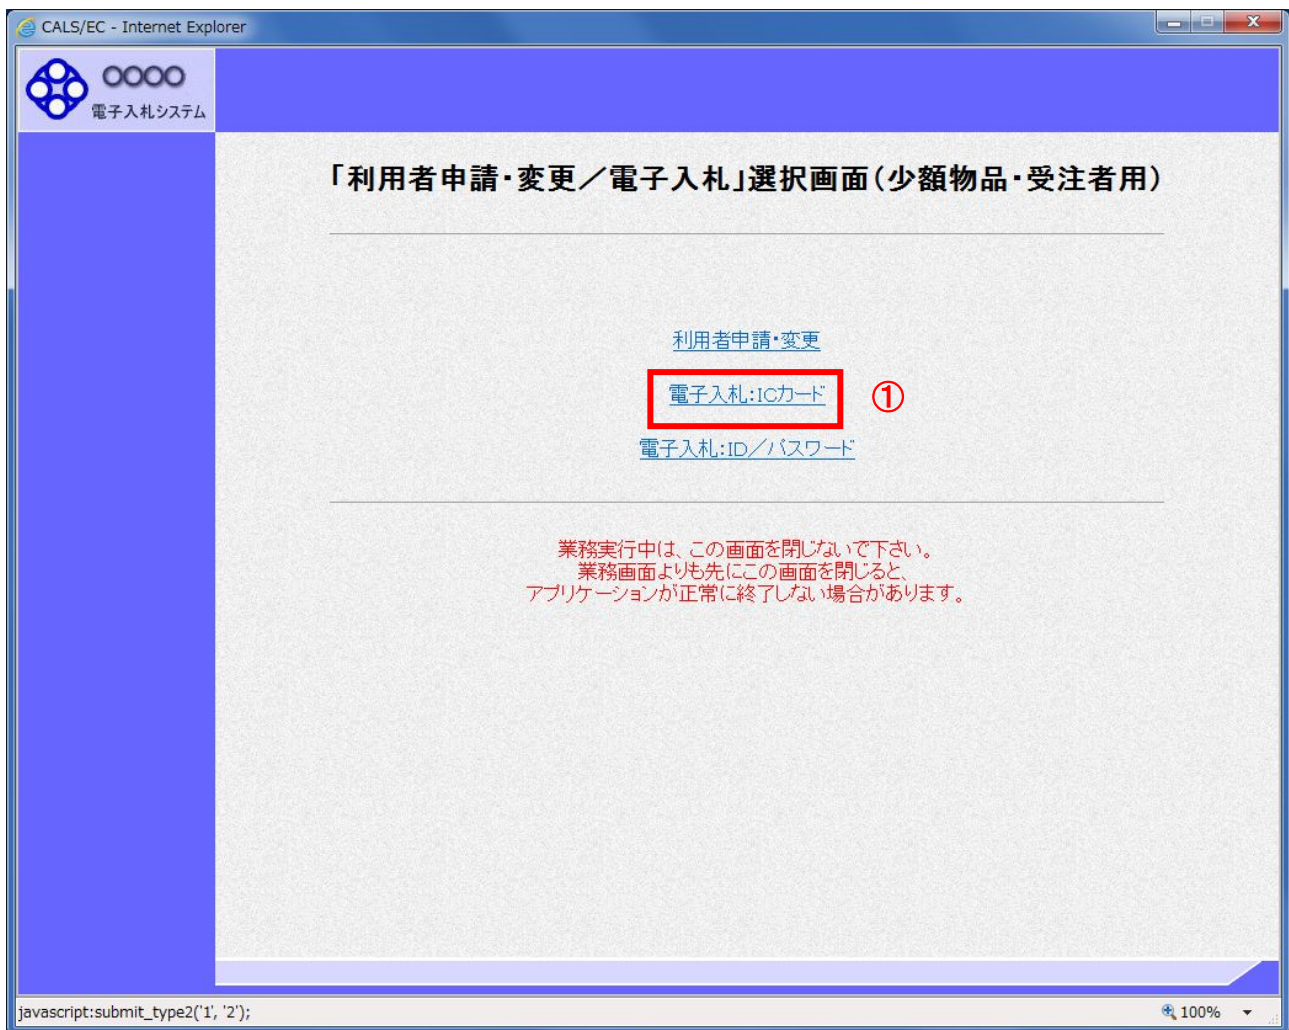 CALS/EC - Internet Explorer
〇〇〇〇
電子入札システム
「利用者申請・変更／電子入札」選択画面（少額物品・受注者用）
利用者申請・変更
電子入札:ICカード
①
電子入札:ID／パスワード
業務実行中は、この画面を閉じないで下さい。
業務画面よりも先にこの画面を閉じると、
アプリケーションが正常に終了しない場合があります。
javascript:submit_type2('1', '2');
100%